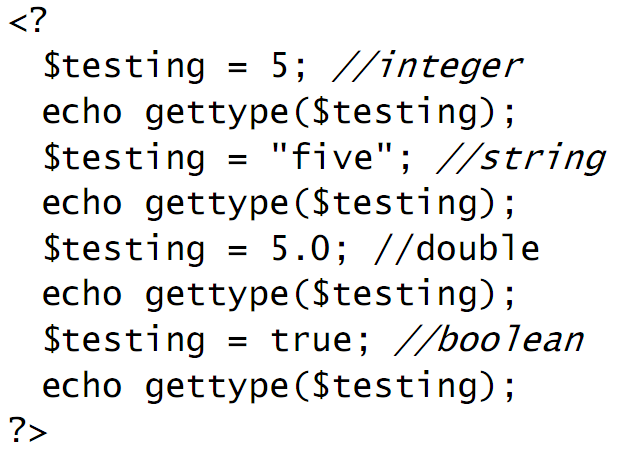 <?
$testing = 5; //integer
echo gettype($testing);
$testing = "five"; //string
echo gettype($testing);
$testing = 5.0; //double
echo gettype($testing);
$testing = true; //boolean
echo gettype($testing);
?>